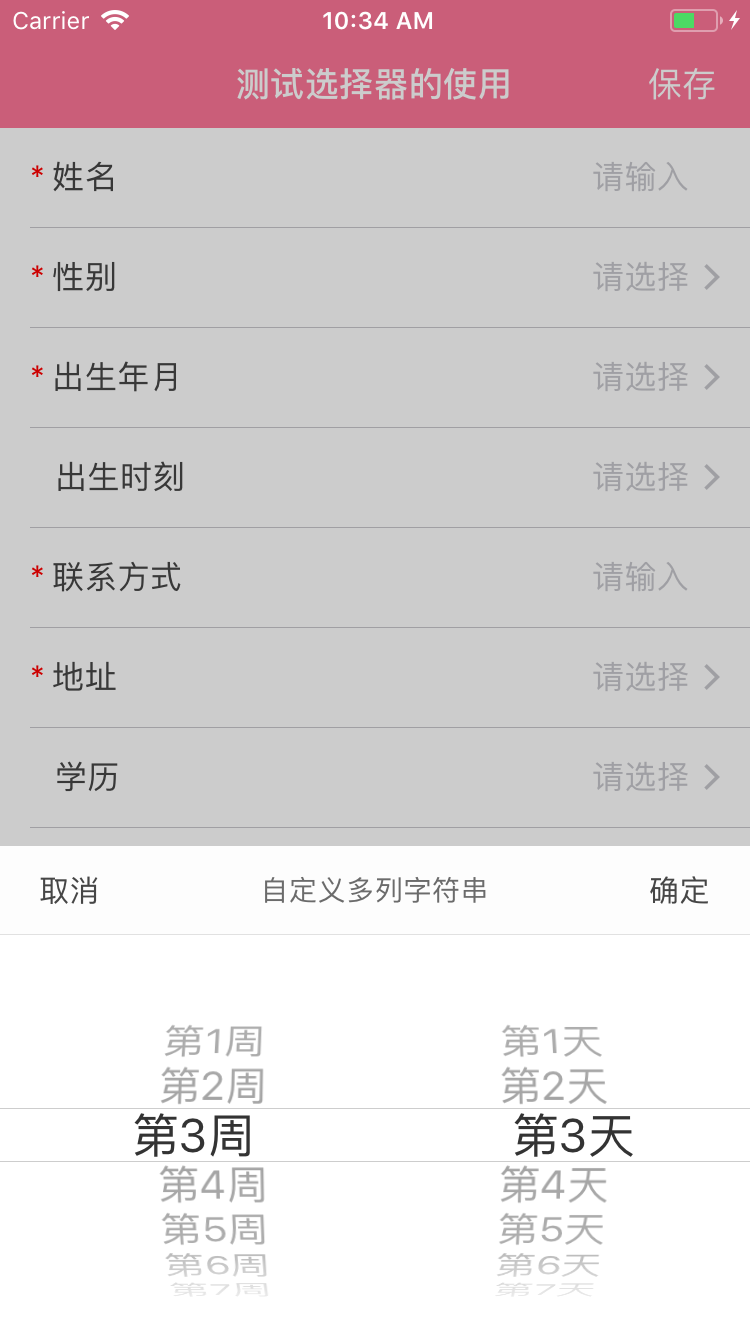 Carrier 10:34 AM
测试选择器的使用 保存
* 姓名 请输入
* 性别 请选择
* 出生年月 请选择
出生时刻 请选择
* 联系方式 请输入
* 地址 请选择
学历 请选择
取消 自定义多列字符串 确定
第1周 第1天
第2周 第2天
第3周 第3天
第4周 第4天
第5周 第5天
第6周 第6天
第7周 第7天